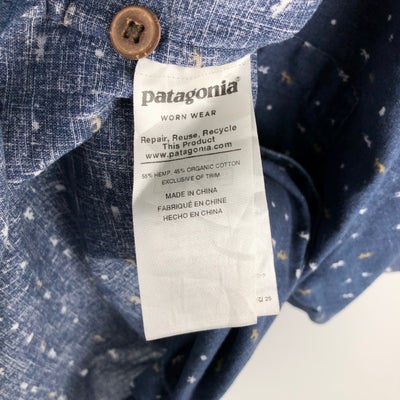 patagonia®
WORN WEAR
Repair, Reuse, Recycle
This Product
www.patagonia.com
55% HEMP, 45% ORGANIC COTTON
EXCLUSIVE OF TRIM
MADE IN CHINA
FABRIQUÉ EN CHINE
HECHO EN CHINA